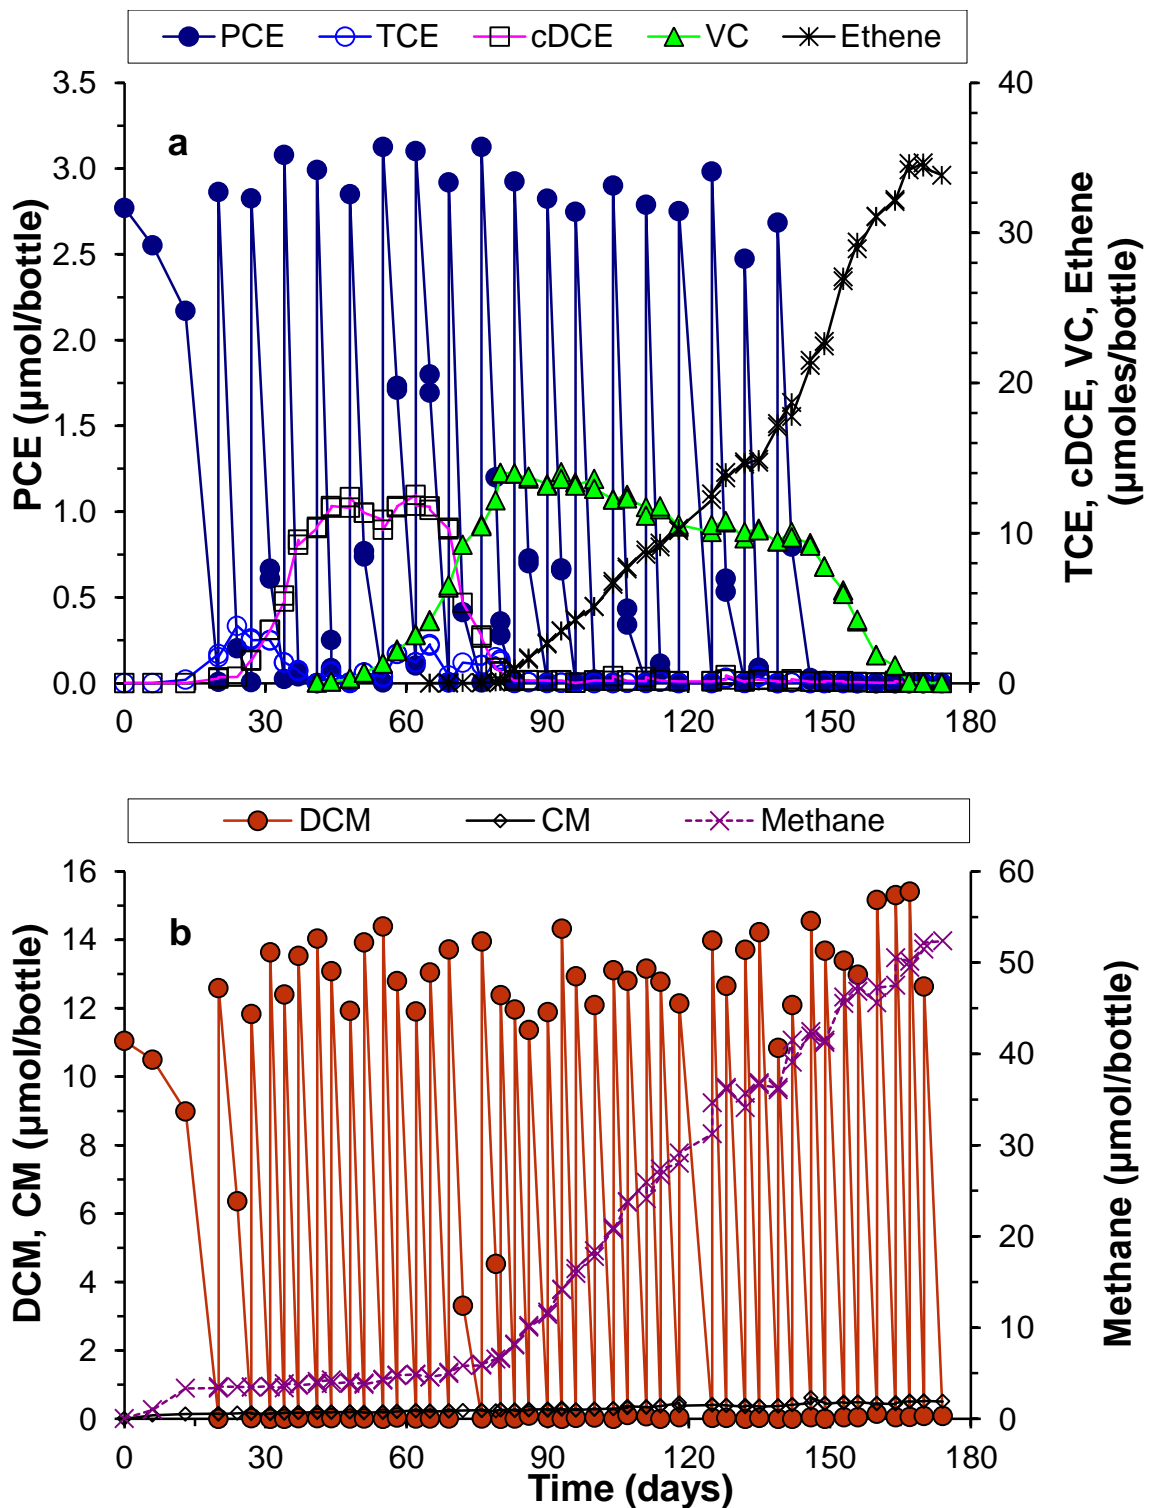 PCE TCE cDCE VC Ethene
a
3.5
3.0
2.5
2.0
1.5
1.0
0.5
0.0
PCE (µmol/bottle)
40
30
20
10
0
TCE, cDCE, VC, Ethene
(µmoles/bottle)
0 30 60 90 120 150 180
DCM CM Methane
b
16
14
12
10
8
6
4
2
0
DCM, CM (µmol/bottle)
60
50
40
30
20
10
0
Methane (µmol/bottle)
0 30 60 90 120 150 180
Time (days)